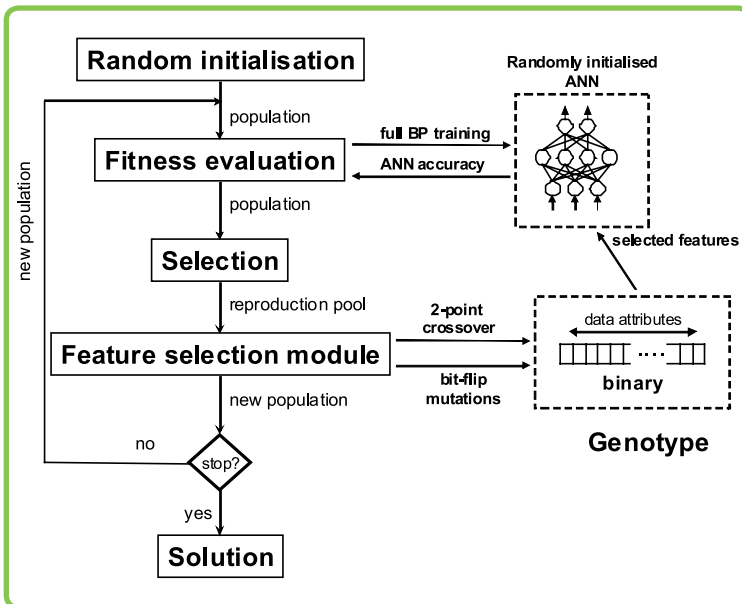 Random initialisation
Randomly initialised
ANN
population
full BP training
Fitness evaluation
ANN accuracy
population
new population
selected features
Selection
reproduction pool
2-point
crossover
data attributes
Feature selection module
binary
bit-flip
mutations
new population
Genotype
no
stop?
yes
Solution